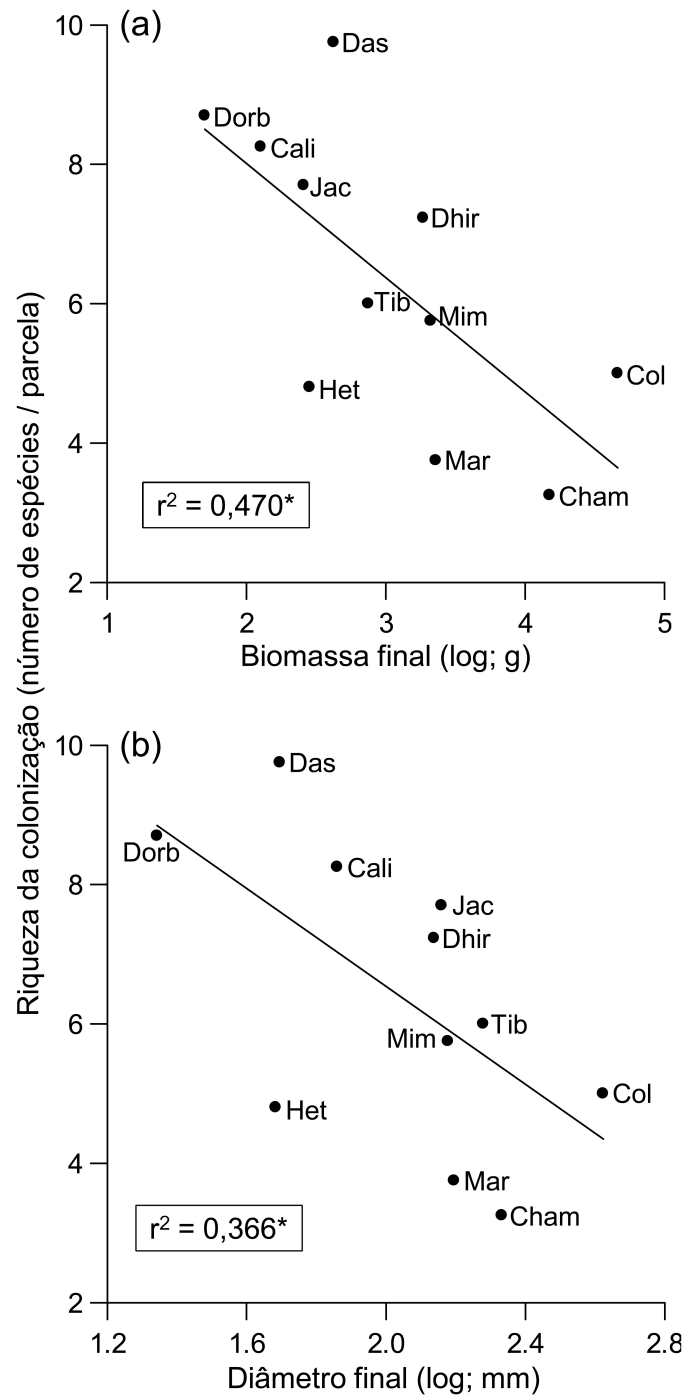 Riqueza da colonização (número de espécies / parcela)
(a)
10
8
6
4
2
Das
Dorb
Cali
Jac
Dhir
Tib
Mim
Het
Col
Mar
Cham
r² = 0,470*
1 2 3 4 5
Biomassa final (log; g)
(b)
10
8
6
4
2
Das
Dorb
Cali
Jac
Dhir
Tib
Mim
Col
Het
Mar
Cham
r² = 0,366*
1.2 1.6 2.0 2.4 2.8
Diâmetro final (log; mm)